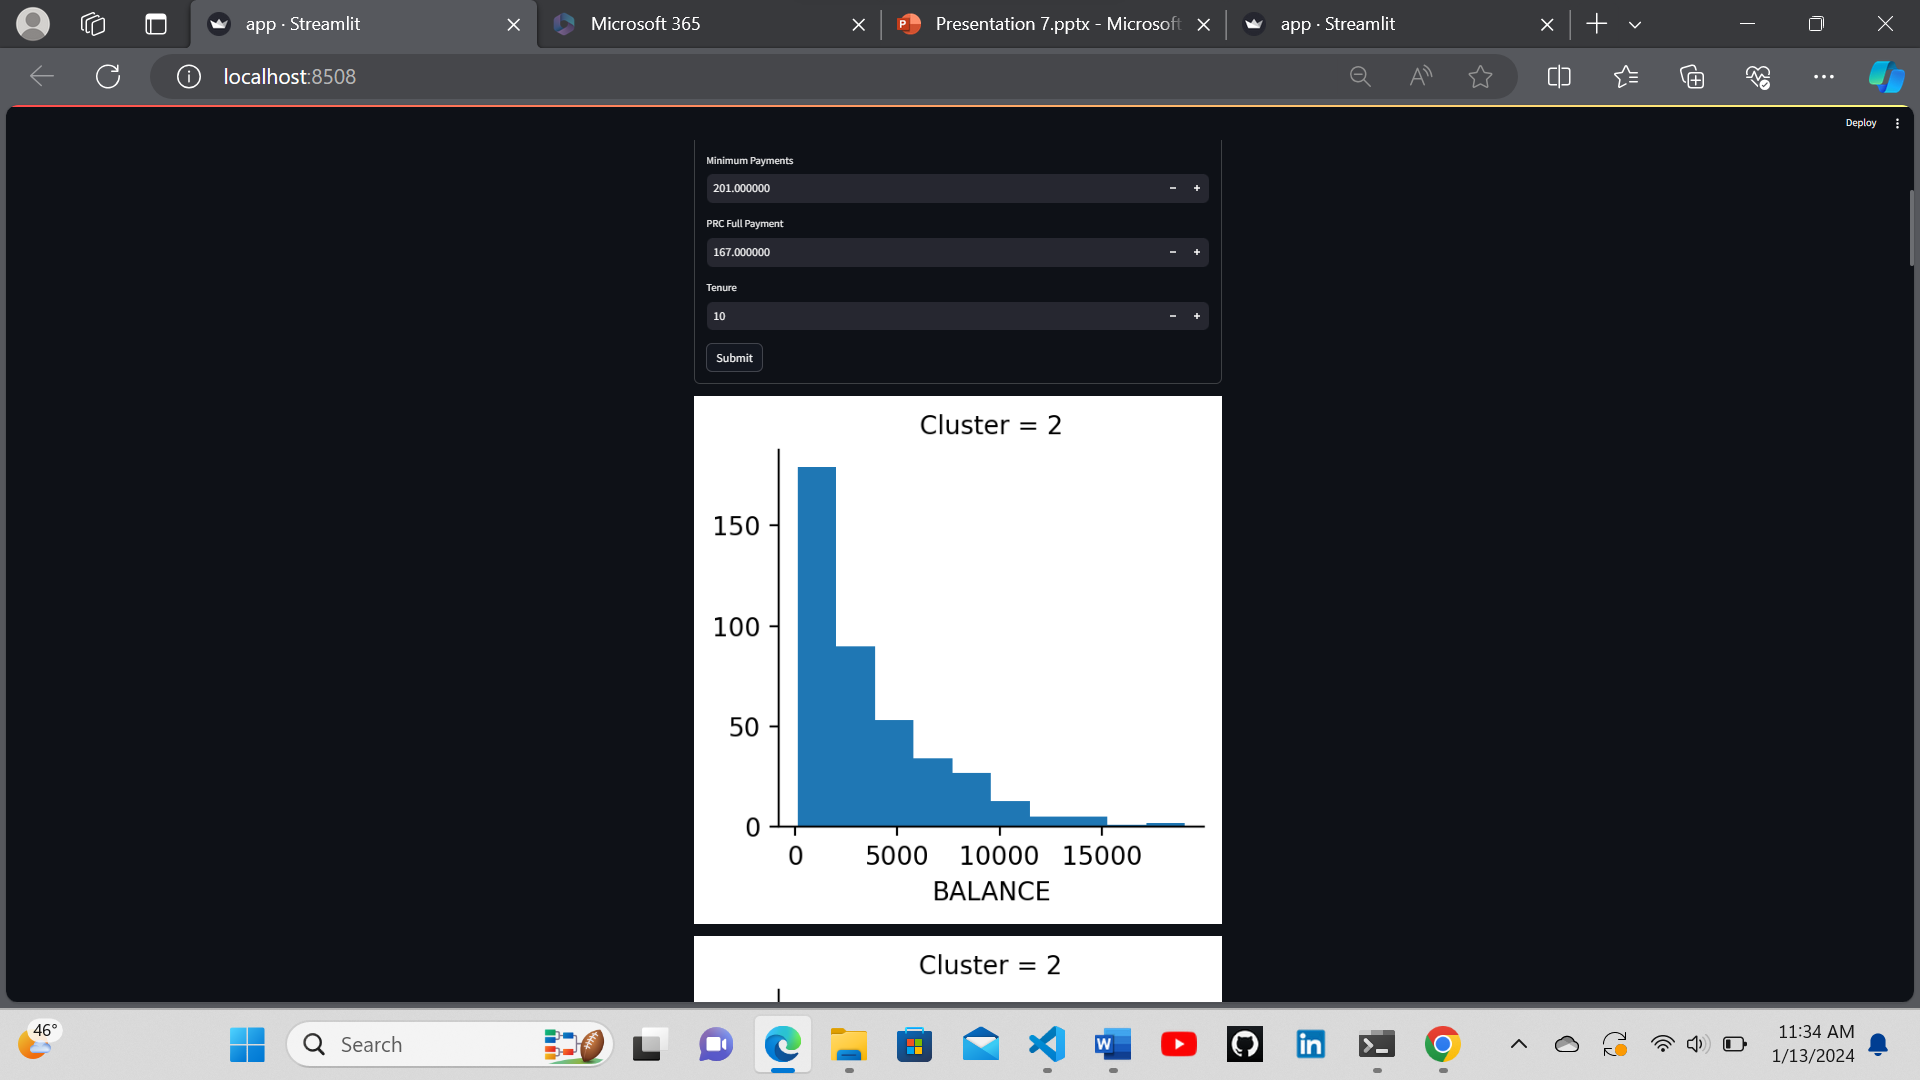 app · Streamlit
Microsoft 365
Presentation 7.pptx - Microsoft
app · Streamlit
localhost:8508
Deploy
Minimum Payments
201.000000
PRC Full Payment
167.000000
Tenure
10
Submit
Cluster = 2
150
100
50
0
0 5000 10000 15000
BALANCE
Cluster = 2
46°
Search
11:34 AM
1/13/2024